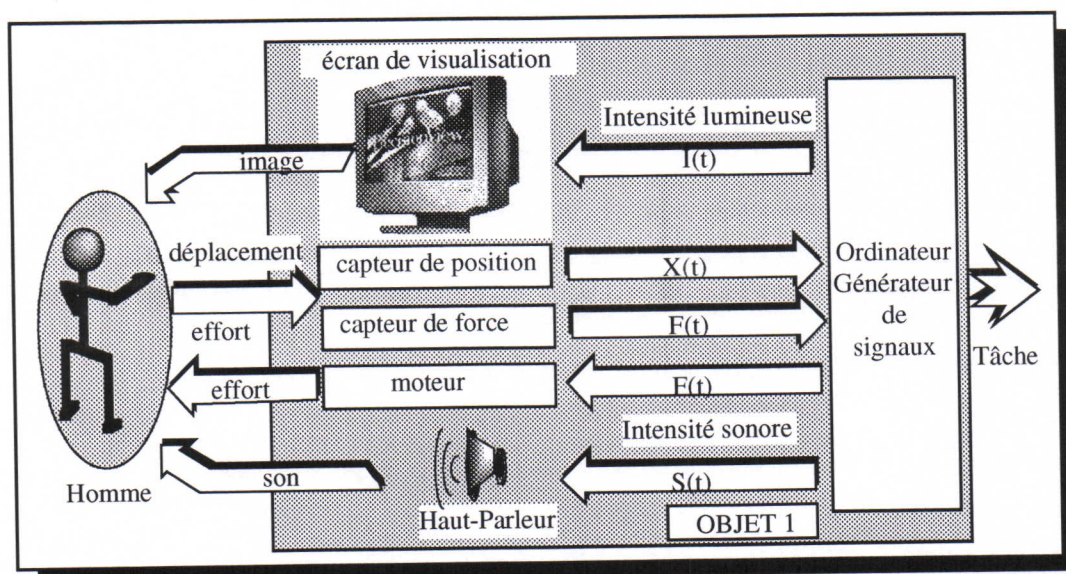 écran de visualisation
Intensité lumineuse
image
I(t)
déplacement
capteur de position
X(t)
Ordinateur
Générateur
de
signaux
effort
capteur de force
F(t)
Tâche
effort
moteur
F(t)
Intensité sonore
son
S(t)
Homme
Haut-Parleur
OBJET 1